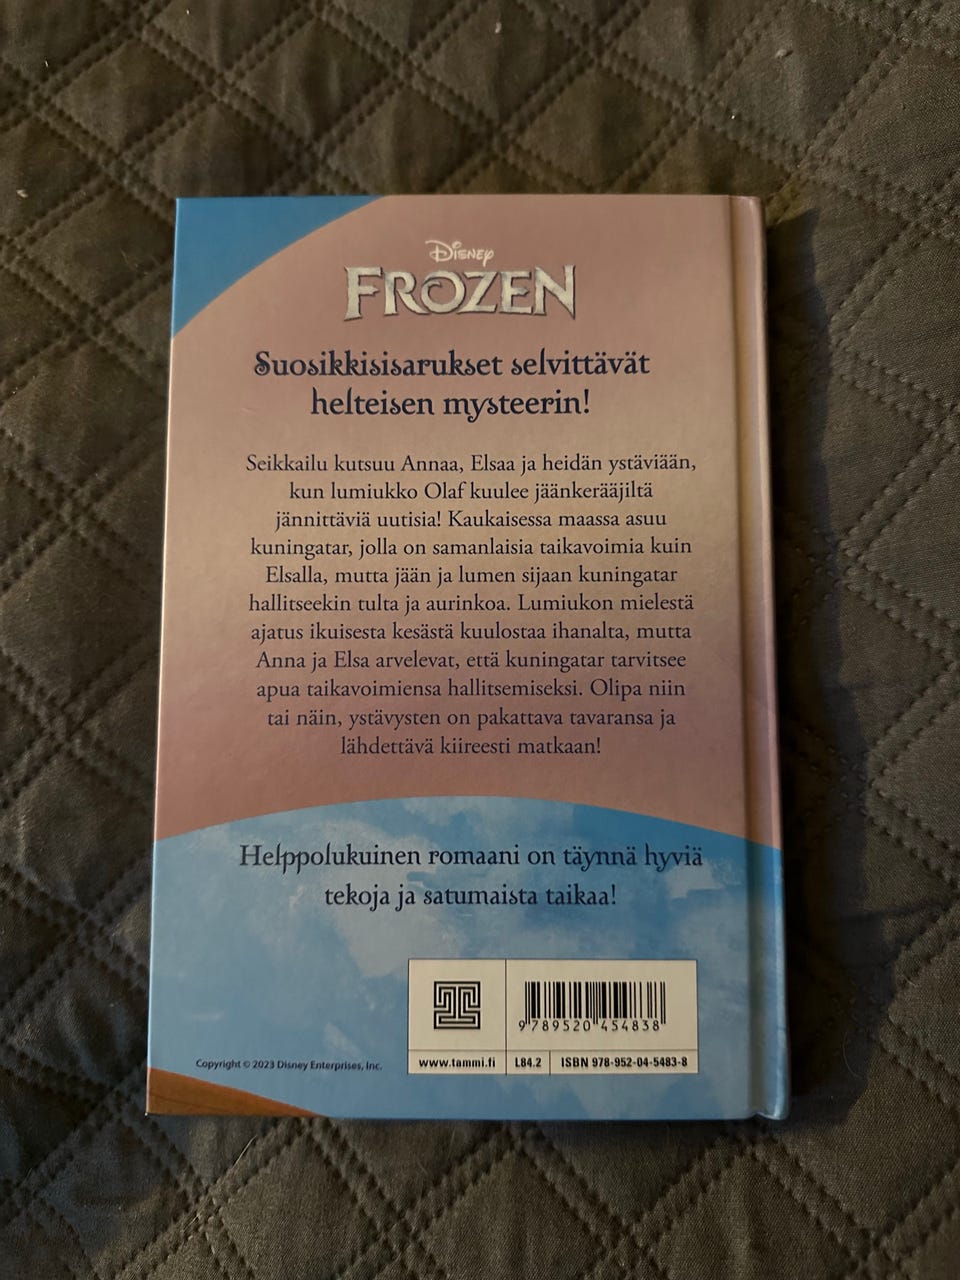 Disney
FROZEN
Suosikkisisarukset selvittävät
helteisen mysteerin!
Seikkailu kutsuu Annaa, Elsaa ja heidän ystäviään,
kun lumiukko Olaf kuulee jäänkerääjiltä
jännittäviä uutisia! Kaukaisessa maassa asuu
kuningatar, jolla on samanlaisia taikavoimia kuin
Elsalla, mutta jään ja lumen sijaan kuningatar
hallitseekin tulta ja aurinkoa. Lumiukon mielestä
ajatus ikuisesta kesästä kuulostaa ihanalta, mutta
Anna ja Elsa arvelevat, että kuningatar tarvitsee
apua taikavoimiensa hallitsemiseksi. Olipa niin
tai näin, ystävysten on pakattava tavaransa ja
lähdettävä kiireesti matkaan!
Helppolukuinen romaani on täynnä hyviä
tekoja ja satumaista taikaa!
9 789520 454838
Copyright © 2023 Disney Enterprises, Inc.
www.tammi.fi L84.2 ISBN 978-952-04-5483-8